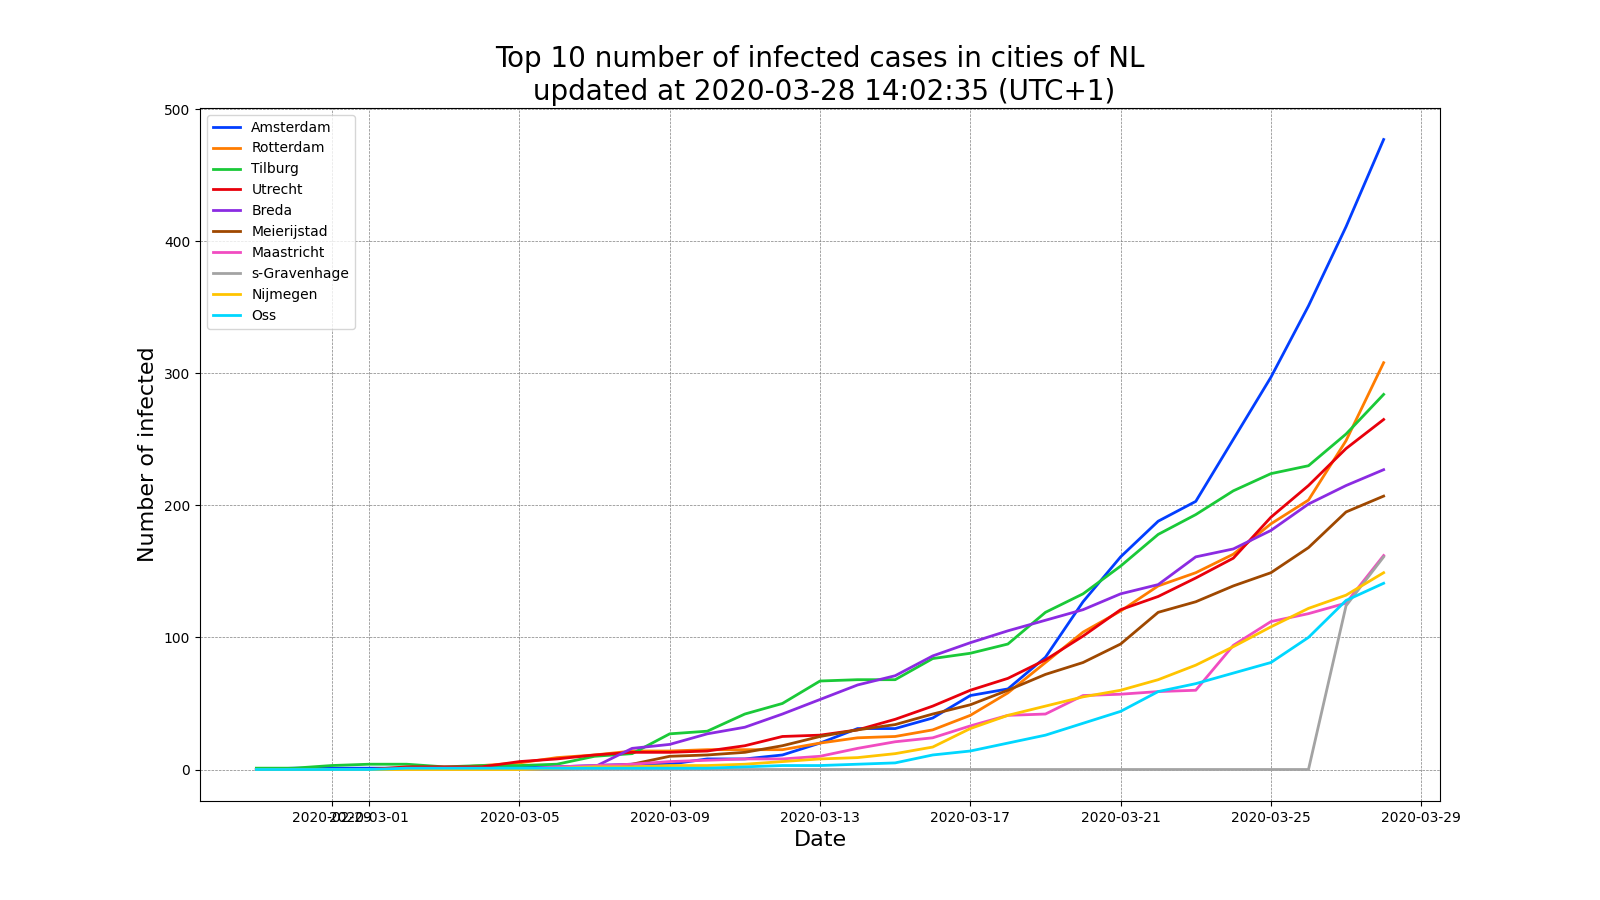 Top 10 number of infected cases in cities of NL
updated at 2020-03-28 14:02:35 (UTC+1)
500
400
300
200
100
0
Number of infected
Amsterdam
Rotterdam
Tilburg
Utrecht
Breda
Meierijstad
Maastricht
s-Gravenhage
Nijmegen
Oss
2020-02-29
2020-03-01
2020-03-05
2020-03-09
2020-03-13
2020-03-17
2020-03-21
2020-03-25
2020-03-29
Date